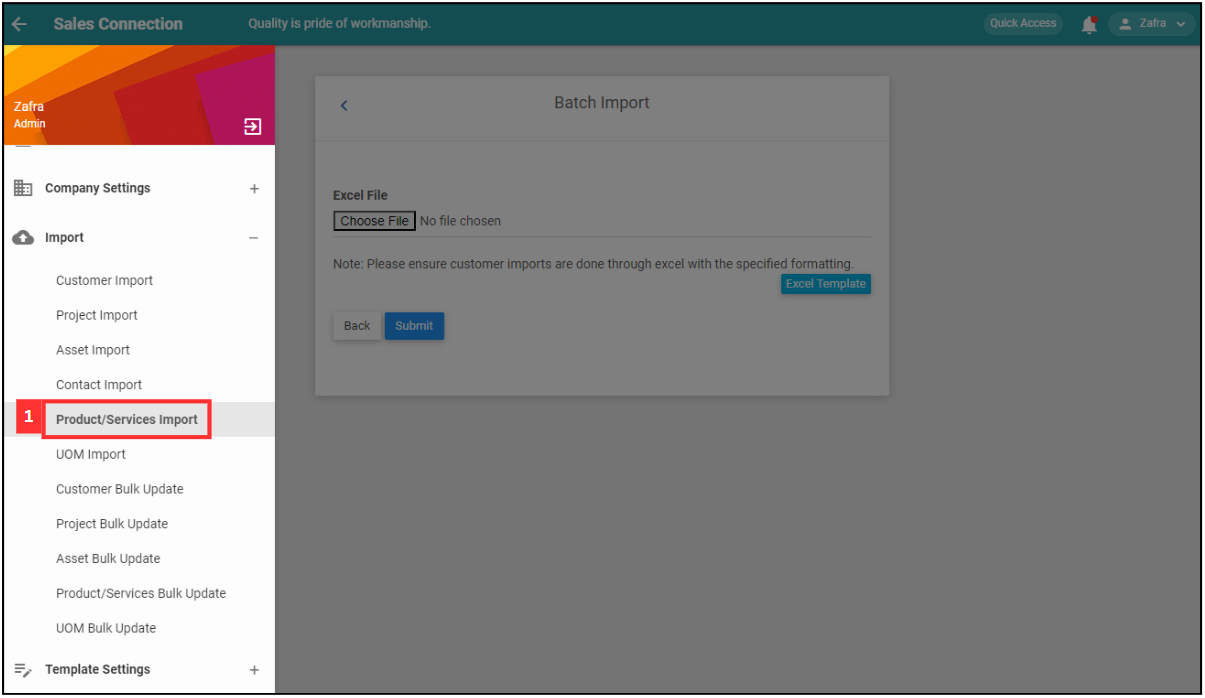 Sales Connection
Quality is pride of workmanship.
Quick Access
Zafra
Zafra
Admin
Company Settings
Import
Customer Import
Project Import
Asset Import
Contact Import
1
Product/Services Import
UOM Import
Customer Bulk Update
Project Bulk Update
Asset Bulk Update
Product/Services Bulk Update
UOM Bulk Update
Template Settings
Batch Import
Excel File
Choose File No file chosen
Note: Please ensure customer imports are done through excel with the specified formatting.
Excel Template
Back
Submit